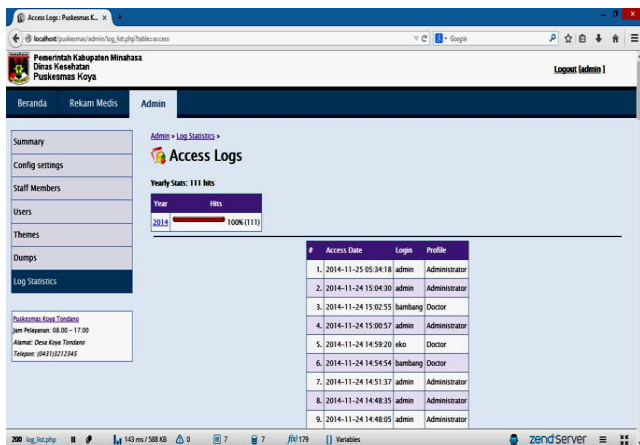 Access Logs : Puskesmas K... ×
localhost/puskesmas/admin/log_list.php?table=access
Google
Pemerintah Kabupaten Minahasa
Dinas Kesehatan
Puskesmas Koya
Logout [admin ]
Beranda Rekam Medis Admin
Summary
Config settings
Staff Members
Users
Themes
Dumps
Log Statistics
Puskesmas Koya Tondano
Jam Pelayanan: 08.00 - 17.00
Alamat: Desa Koya Tondano
Telepon: (0431)3212345
Admin » Log Statistics »
Access Logs
Yearly Stats: 111 hits
Year Hits
2014 100% (111)
# Access Date Login Profile
1. 2014-11-25 05:34:18 admin Administrator
2. 2014-11-24 15:04:30 admin Administrator
3. 2014-11-24 15:02:55 bambang Doctor
4. 2014-11-24 15:00:57 admin Administrator
5. 2014-11-24 14:59:20 eko Doctor
6. 2014-11-24 14:54:54 bambang Doctor
7. 2014-11-24 14:51:37 admin Administrator
8. 2014-11-24 14:48:35 admin Administrator
9. 2014-11-24 14:48:05 admin Administrator
200 log_list.php 143 ms / 588 KB 0 7 7 f(x) 179 {} Variables zendserver